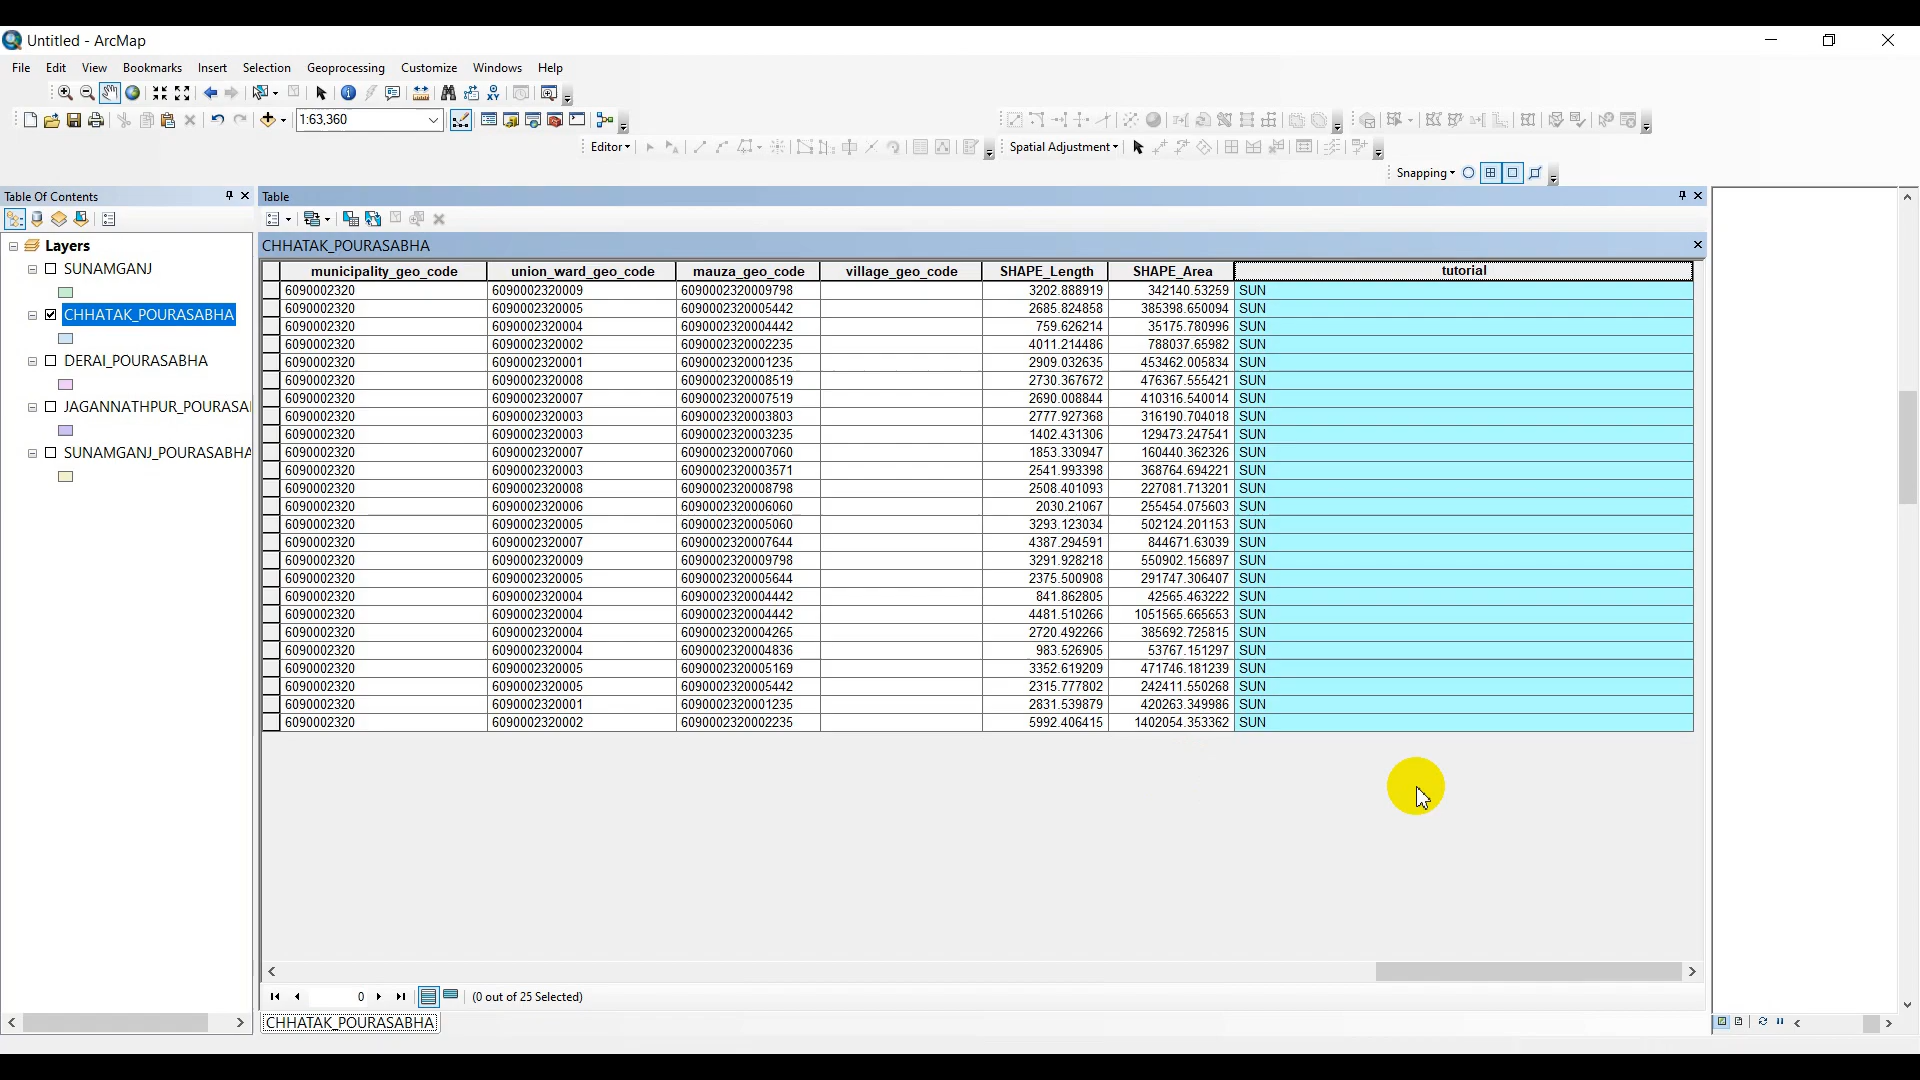 Untitled - ArcMap
File Edit View Bookmarks Insert Selection Geoprocessing Customize Windows Help
1:63,360
Editor Spatial Adjustment
Snapping
Table Of Contents
Table
CHHATAK_POURASABHA
Layers
SUNAMGANJ
CHHATAK_POURASABHA
DERAI_POURASABHA
JAGANNATHPUR_POURASA
SUNAMGANJ_POURASABHA
municipality_geo_code union_ward_geo_code mauza_geo_code village_geo_code SHAPE_Length SHAPE_Area tutorial
6090002320 6090002320009 6090002320009798 3202.888919 342140.53259 SUN
6090002320 6090002320005 6090002320005442 2685.824858 385398.650094 SUN
6090002320 6090002320004 6090002320004442 759.626214 35175.780996 SUN
6090002320 6090002320002 6090002320002235 4011.214486 788037.65982 SUN
6090002320 6090002320001 6090002320001235 2909.032635 453462.005834 SUN
6090002320 6090002320008 6090002320008519 2730.367672 476367.555421 SUN
6090002320 6090002320007 6090002320007519 2690.008844 410316.540014 SUN
6090002320 6090002320003 6090002320003803 2777.927368 316190.704018 SUN
6090002320 6090002320003 6090002320003235 1402.431306 129473.247541 SUN
6090002320 6090002320007 6090002320007060 1853.330947 160440.362326 SUN
6090002320 6090002320003 6090002320003571 2541.993398 368764.694221 SUN
6090002320 6090002320008 6090002320008798 2508.401093 227081.713201 SUN
6090002320 6090002320006 6090002320006060 2030.21067 255454.075603 SUN
6090002320 6090002320005 6090002320005060 3293.123034 502124.201153 SUN
6090002320 6090002320007 6090002320007644 4387.294591 844671.63039 SUN
6090002320 6090002320009 6090002320009798 3291.928218 550902.156897 SUN
6090002320 6090002320005 6090002320005644 2375.500908 291747.306407 SUN
6090002320 6090002320004 6090002320004442 841.862805 42565.463222 SUN
6090002320 6090002320004 6090002320004442 4481.510266 1051565.665653 SUN
6090002320 6090002320004 6090002320004265 2720.492266 385692.725815 SUN
6090002320 6090002320004 6090002320004836 983.526905 53767.151297 SUN
6090002320 6090002320005 6090002320005169 3352.619209 471746.181239 SUN
6090002320 6090002320005 6090002320005442 2315.777802 242411.550268 SUN
6090002320 6090002320001 6090002320001235 2831.539879 420263.349986 SUN
6090002320 6090002320002 6090002320002235 5992.406415 1402054.353362 SUN
0 (0 out of 25 Selected)
CHHATAK_POURASABHA